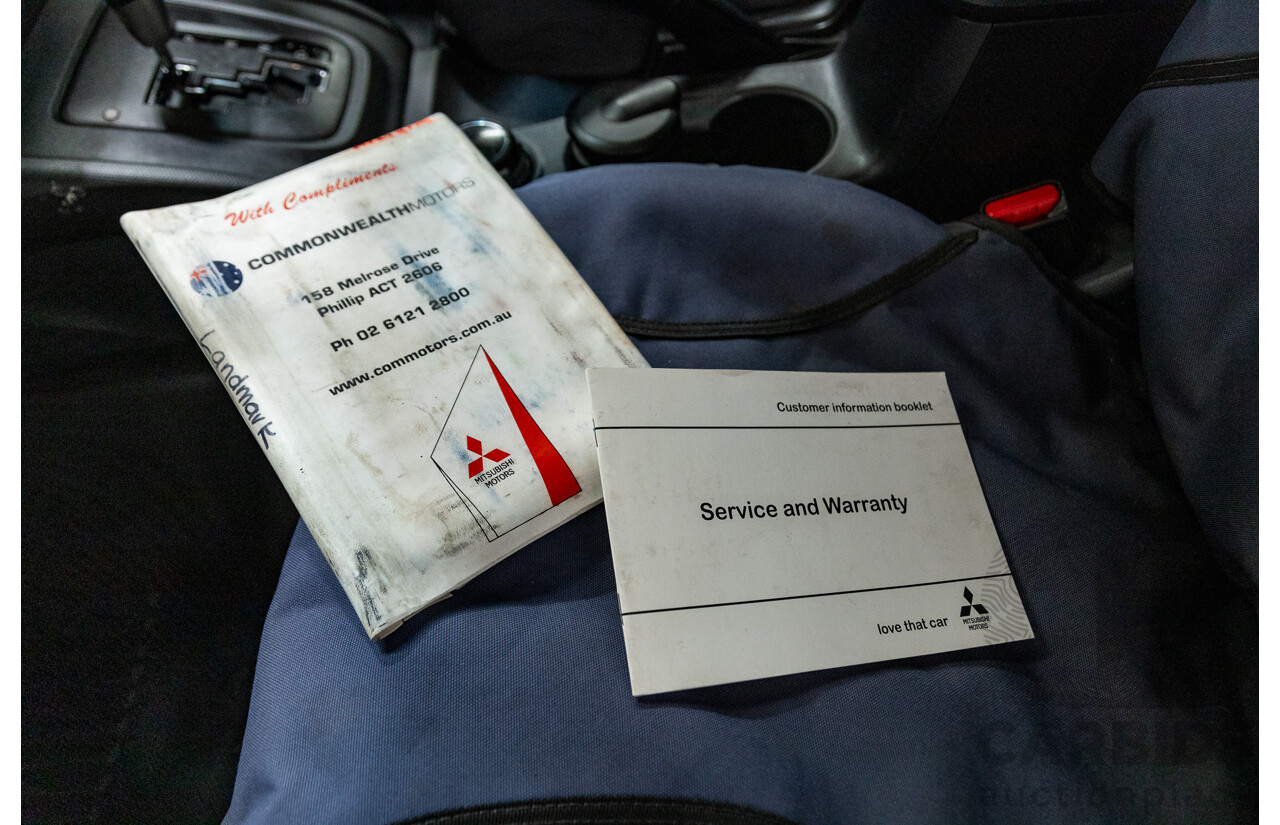 With Compliments
COMMONWEALTHMOTORS
158 Melrose Drive
Phillip ACT 2606
Ph 02 6121 2800
www.commotors.com.au
Landmark
MITSUBISHI
MOTORS
Customer information booklet
Service and Warranty
love that car
MITSUBISHI
MOTORS